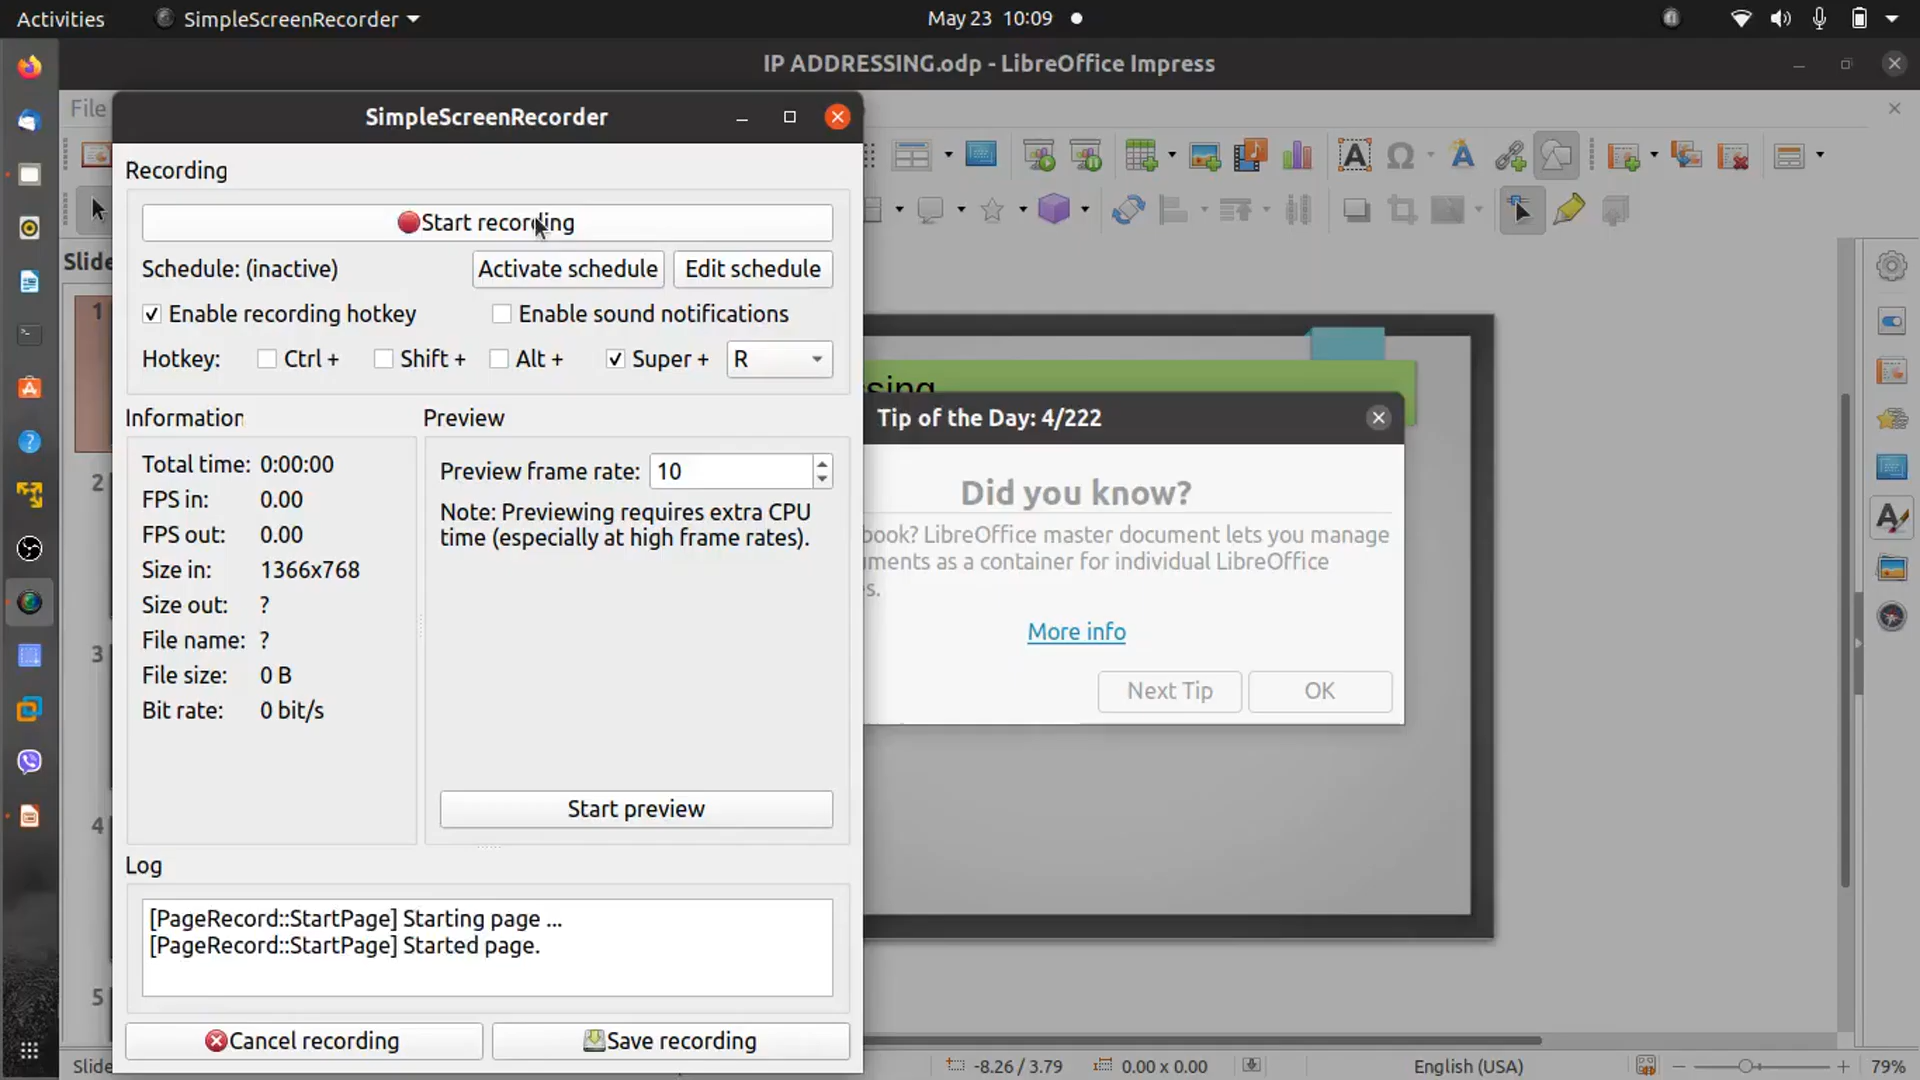 Activities
SimpleScreenRecorder
May 23 10:09
IP ADDRESSING.odp - LibreOffice Impress
File
SimpleScreenRecorder
Recording
Start recording
Schedule: (inactive)
Activate schedule
Edit schedule
Enable recording hotkey
Enable sound notifications
Hotkey:
Ctrl +
Shift +
Alt +
Super +
R
Slide
Information
Total time: 0:00:00
FPS in: 0.00
FPS out: 0.00
Size in: 1366x768
Size out: ?
File name: ?
File size: 0 B
Bit rate: 0 bit/s
Preview
Preview frame rate: 10
Note: Previewing requires extra CPU
time (especially at high frame rates).
Start preview
Log
[PageRecord::StartPage] Starting page ...
[PageRecord::StartPage] Started page.
Cancel recording
Save recording
1
2
3
4
5
sing
Tip of the Day: 4/222
Did you know?
book? LibreOffice master document lets you manage
ments as a container for individual LibreOffice
s.
More info
Next Tip
OK
Slide
-8.26 / 3.79
0.00 x 0.00
English (USA)
79%